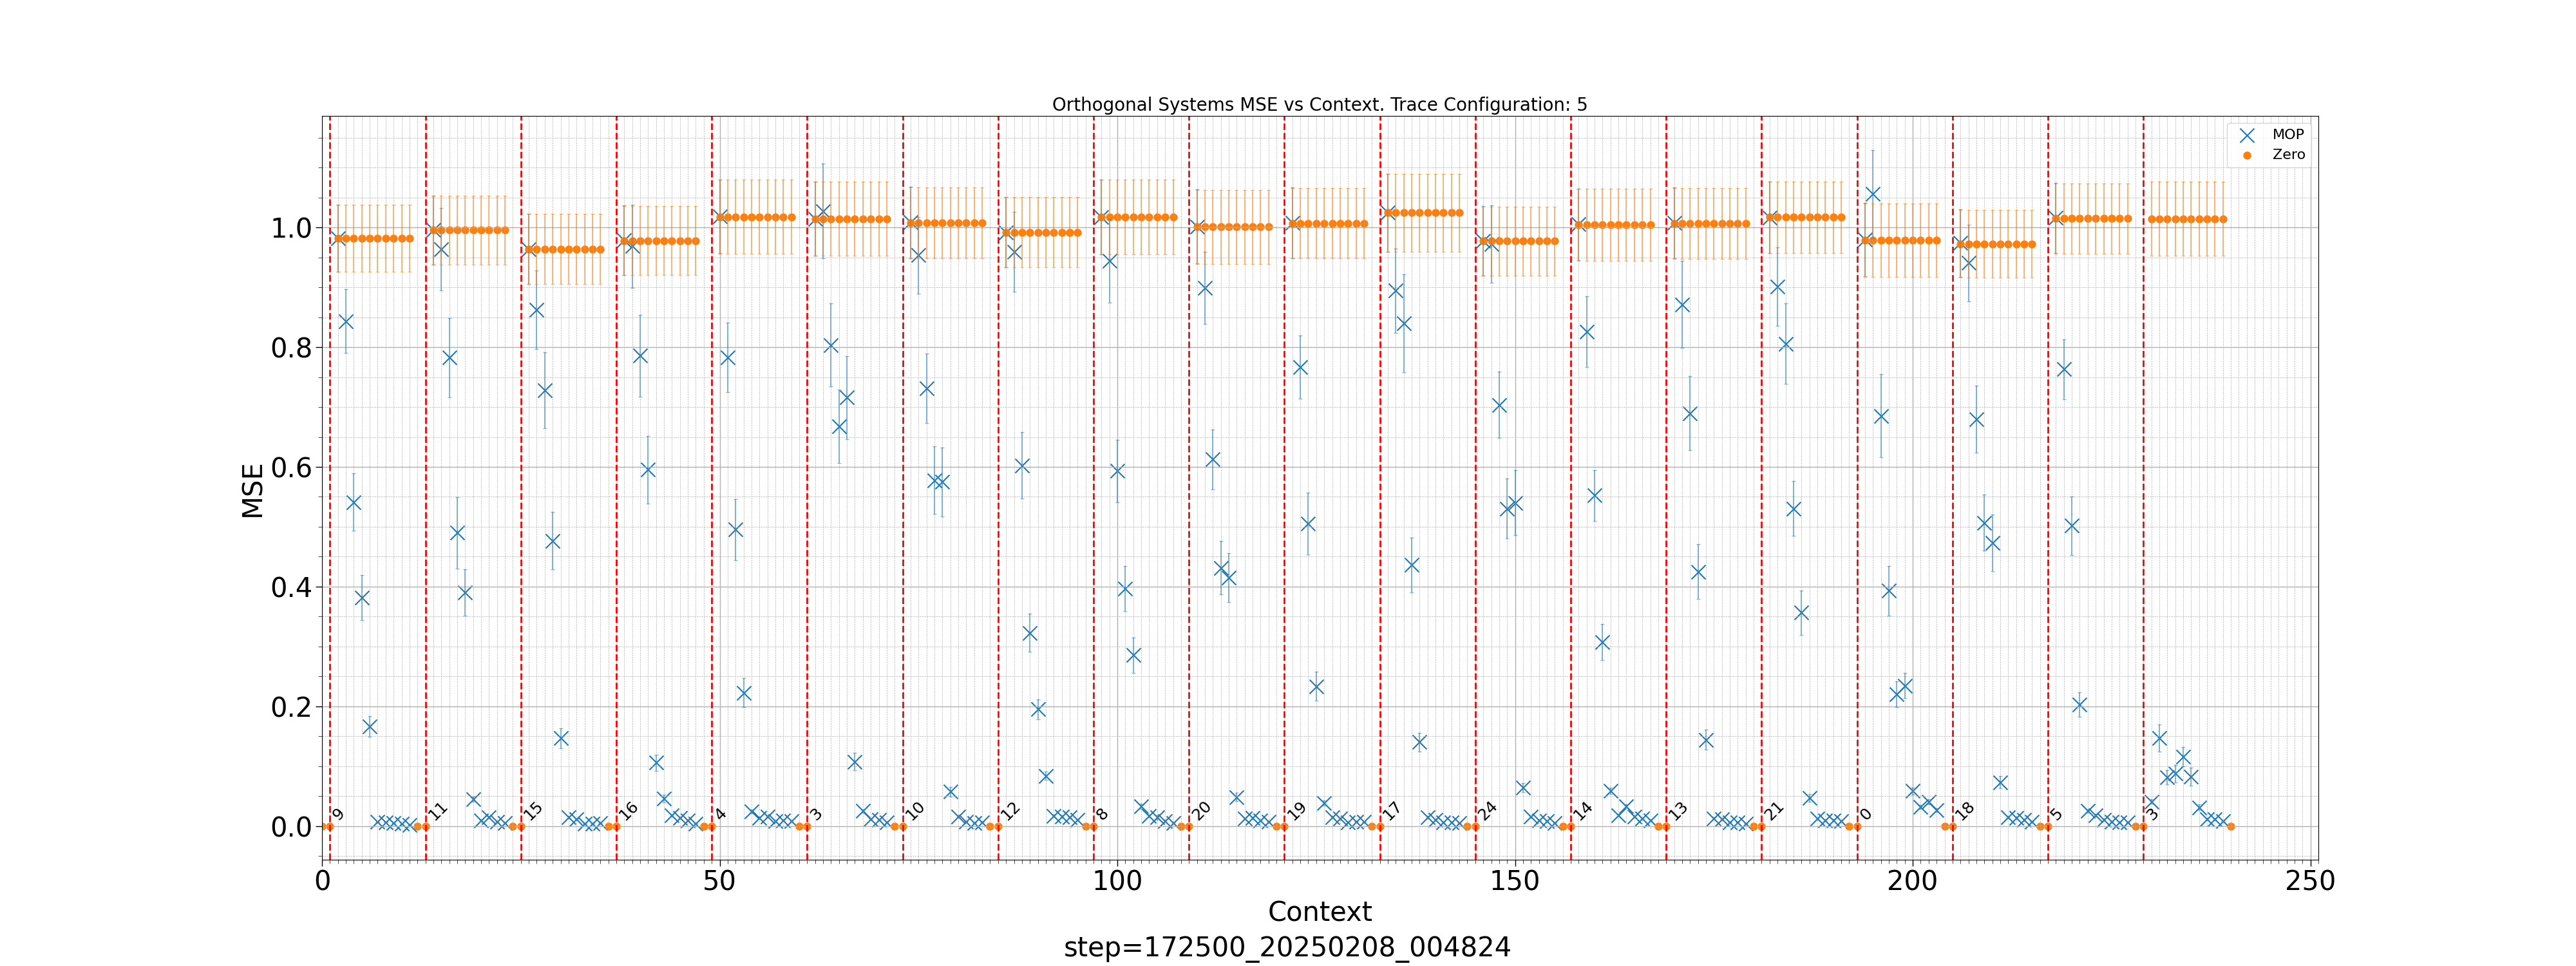 Orthogonal Systems MSE vs Context. Trace Configuration: 5
MOP
Zero
1.0
0.8
0.6
0.4
0.2
0.0
MSE
9 11 15 16 4 3 10 12 8 20 19 17 24 14 13 21 0 18 5 3
0 50 100 150 200 250
Context
step=172500_20250208_004824